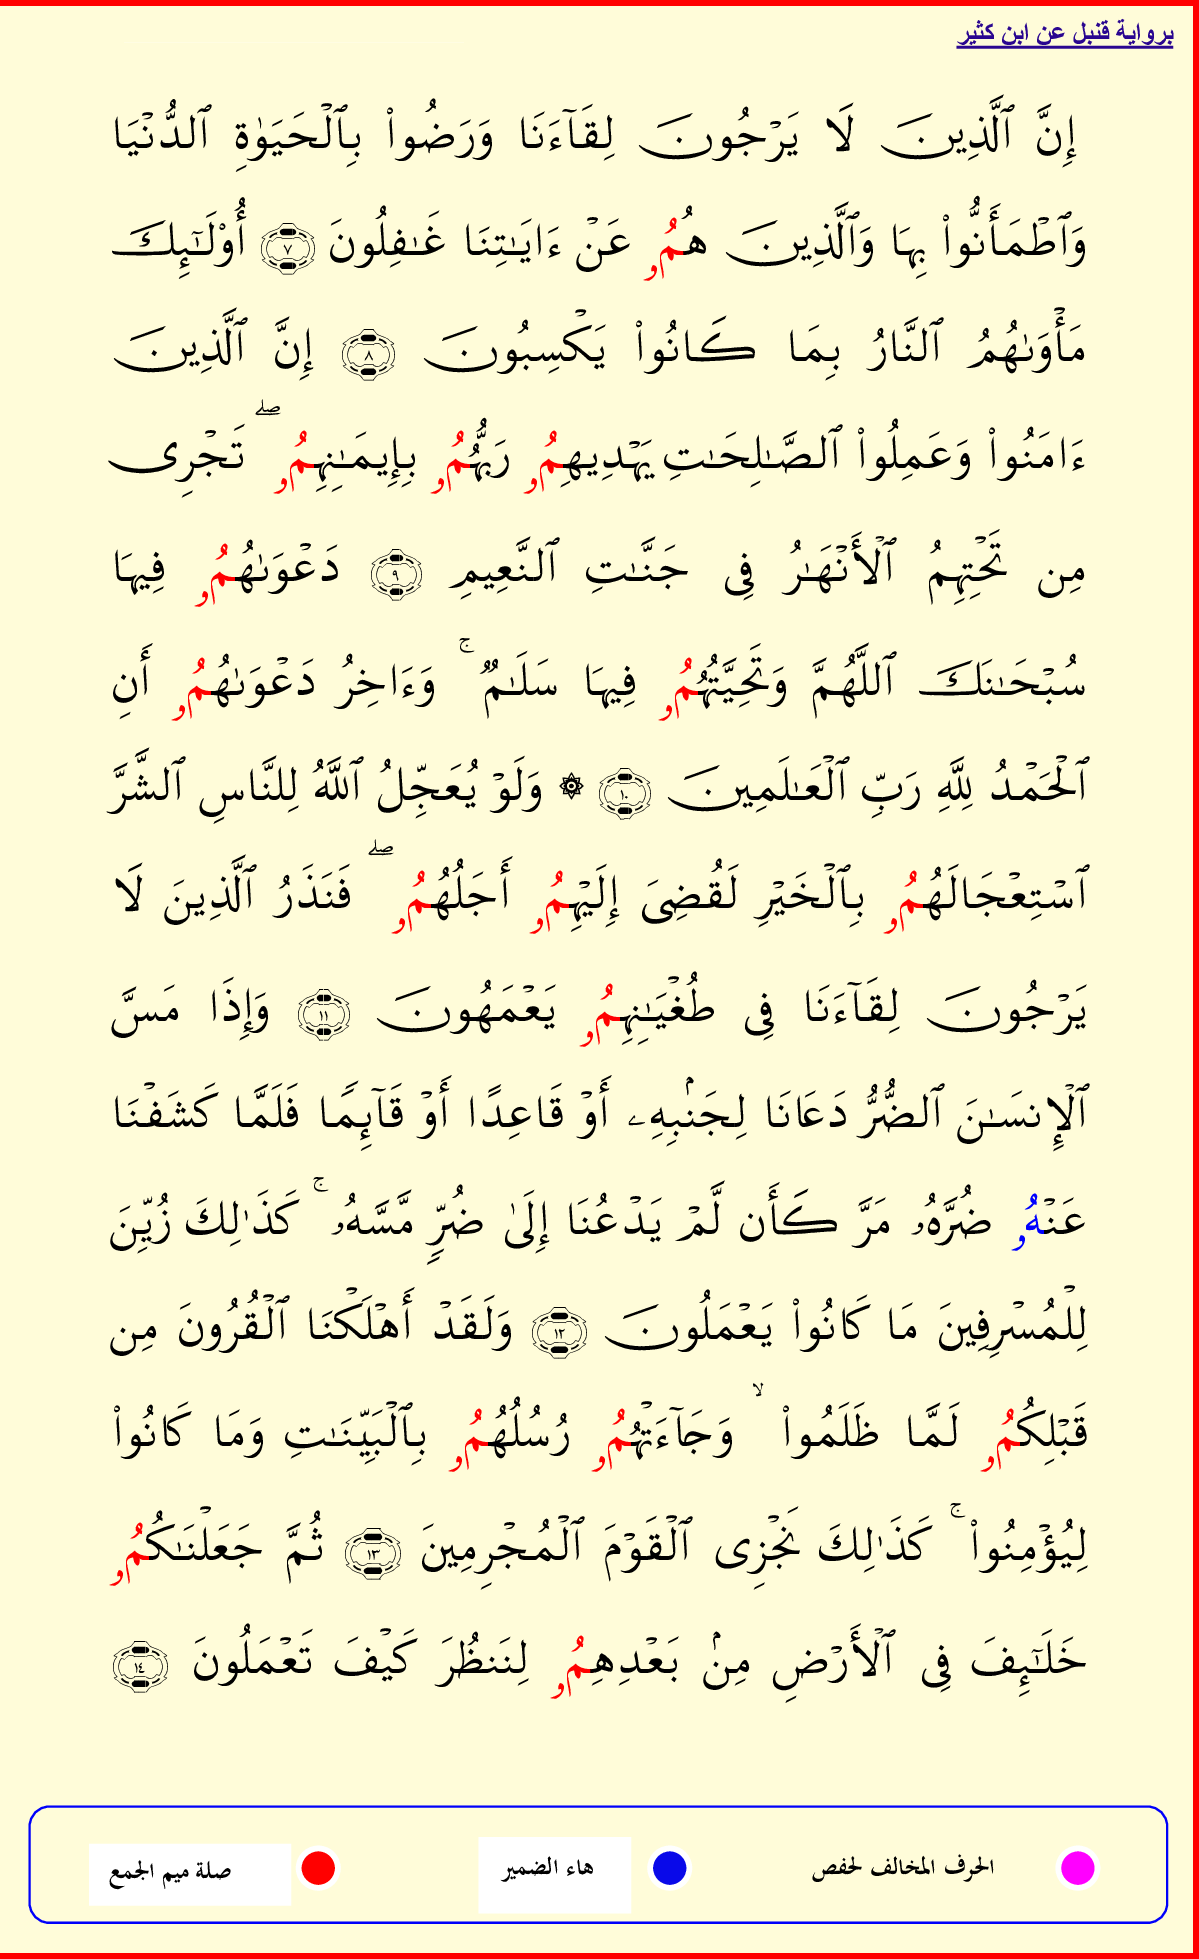 برواية قنبل عن ابن كثير
إِنَّ ٱلَّذِينَ لَا يَرۡجُونَ لِقَآءَنَا وَرَضُواْ بِٱلۡحَيَوٰةِ ٱلدُّنۡيَا
وَٱطۡمَأَنُّواْ بِهَا وَٱلَّذِينَ هُمُۥ عَنۡ ءَايَٰتِنَا غَٰفِلُونَ ٧ أُوْلَٰٓئِكَ
مَأۡوَىٰهُمُ ٱلنَّارُ بِمَا كَانُواْ يَكۡسِبُونَ ٨ إِنَّ ٱلَّذِينَ
ءَامَنُواْ وَعَمِلُواْ ٱلصَّٰلِحَٰتِ يَهۡدِيهِمُۥ رَبُّهُمُۥ بِإِيمَٰنِهِمُۥ ۖ تَجۡرِى
مِن تَحۡتِهِمُ ٱلۡأَنۡهَٰرُ فِى جَنَّٰتِ ٱلنَّعِيمِ ٩ دَعۡوَىٰهُمُۥ فِيهَا
سُبۡحَٰنَكَ ٱللَّهُمَّ وَتَحِيَّتُهُمُۥ فِيهَا سَلَٰمٞ ۚ وَءَاخِرُ دَعۡوَىٰهُمُۥ أَنِ
ٱلۡحَمۡدُ لِلَّهِ رَبِّ ٱلۡعَٰلَمِينَ ١٠ ۞ وَلَوۡ يُعَجِّلُ ٱللَّهُ لِلنَّاسِ ٱلشَّرَّ
ٱسۡتِعۡجَالَهُمُۥ بِٱلۡخَيۡرِ لَقُضِىَ إِلَيۡهِمُۥ أَجَلُهُمُۥ ۖ فَنَذَرُ ٱلَّذِينَ لَا
يَرۡجُونَ لِقَآءَنَا فِى طُغۡيَٰنِهِمُۥ يَعۡمَهُونَ ١١ وَإِذَا مَسَّ
ٱلۡإِنسَٰنَ ٱلضُّرُّ دَعَانَا لِجَنۢبِهِۦ أَوۡ قَاعِدًا أَوۡ قَآئِمٗا فَلَمَّا كَشَفۡنَا
عَنۡهُۥ ضُرَّهُۥ مَرَّ كَأَن لَّمۡ يَدۡعُنَا إِلَىٰ ضُرّٖ مَّسَّهُۥ ۚ كَذَٰلِكَ زُيِّنَ
لِلۡمُسۡرِفِينَ مَا كَانُواْ يَعۡمَلُونَ ١٢ وَلَقَدۡ أَهۡلَكۡنَا ٱلۡقُرُونَ مِن
قَبۡلِكُمُۥ لَمَّا ظَلَمُواْ ۙ وَجَآءَتۡهُمُۥ رُسُلُهُمُۥ بِٱلۡبَيِّنَٰتِ وَمَا كَانُواْ
لِيُؤۡمِنُواْ ۚ كَذَٰلِكَ نَجۡزِى ٱلۡقَوۡمَ ٱلۡمُجۡرِمِينَ ١٣ ثُمَّ جَعَلۡنَٰكُمُۥ
خَلَٰٓئِفَ فِى ٱلۡأَرۡضِ مِنۢ بَعۡدِهِمُۥ لِنَنظُرَ كَيۡفَ تَعۡمَلُونَ ١٤
الحرف المخالف لحفص هاء الضمير صلة ميم الجمع